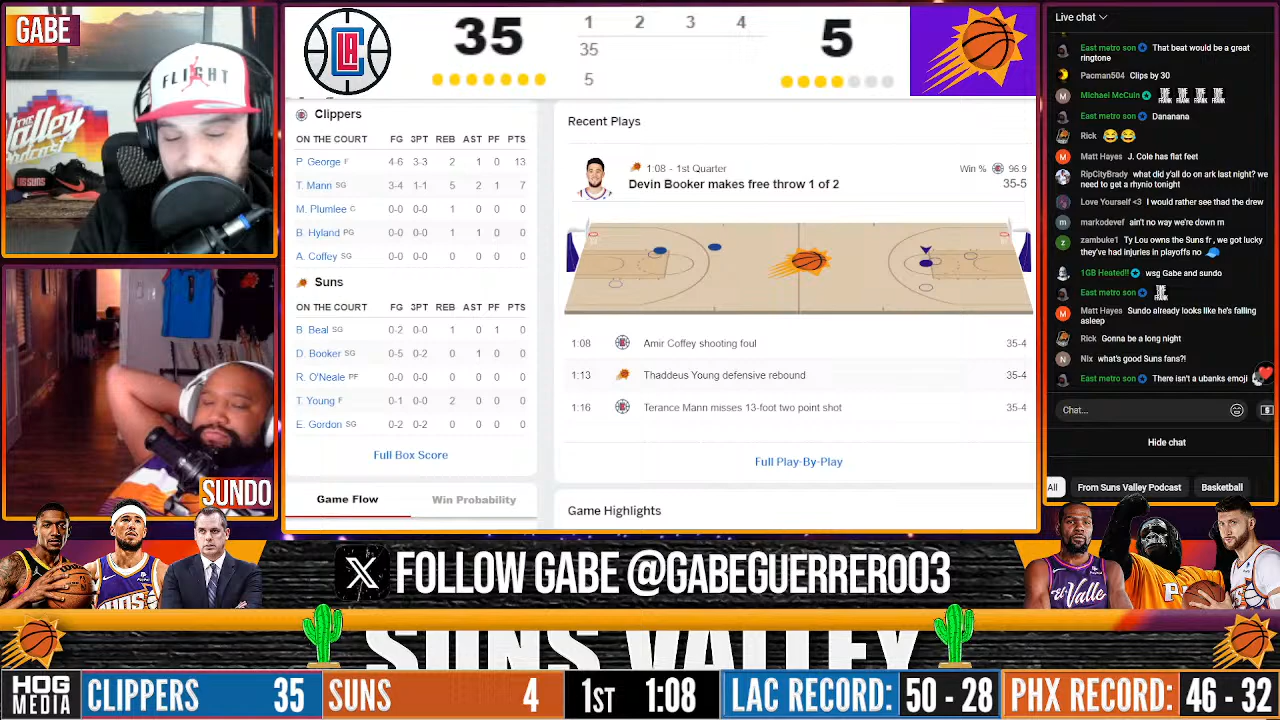 GABE
FLIGHT
THE
Valley
Podcast
SUNDO
LA
35
1 2 3 4
35
5
5
Clippers
ON THE COURT FG 3PT REB AST PF PTS
P. George F 4-6 3-3 2 1 0 13
T. Mann SG 3-4 1-1 5 2 1 7
M. Plumlee C 0-0 0-0 1 0 0 0
B. Hyland PG 0-0 0-0 1 1 0 0
A. Coffey SG 0-0 0-0 0 0 0 0
Suns
ON THE COURT FG 3PT REB AST PF PTS
B. Beal SG 0-2 0-0 1 0 1 0
D. Booker SG 0-5 0-2 0 1 0 0
R. O'Neale PF 0-0 0-0 0 0 0 0
T. Young F 0-1 0-0 2 0 0 0
E. Gordon SG 0-2 0-2 0 0 0 0
Full Box Score
Game Flow Win Probability
Recent Plays
1:08 - 1st Quarter Win % 96.9
Devin Booker makes free throw 1 of 2 35-5
1:08 Amir Coffey shooting foul 35-4
1:13 Thaddeus Young defensive rebound 35-4
1:16 Terance Mann misses 13-foot two point shot 35-4
Full Play-By-Play
Game Highlights
Live chat
East metro son That beat would be a great
ringtone
Pacman504 Clips by 30
Michael McCuin
East metro son Dananana
Rick 😂😂
Matt Hayes J. Cole has flat feet
RipCityBrady what did y'all do on ark last night? we
need to get a rhynio tonight
Love Yourself <3 I would rather see thad the drew
markodevf ain't no way we're down rn
zambuke1 Ty Lou owns the Suns fr , we got lucky
they've had injuries in playoffs no 🧢
1GB Heated!! wsg Gabe and sundo
East metro son
Matt Hayes Sundo already looks like he's falling
asleep
Rick Gonna be a long night
Nix what's good Suns fans?!
East metro son There isn't a ubanks emoji
Chat...
Hide chat
All From Suns Valley Podcast Basketball
X FOLLOW GABE @GABEGUERRERO03
SUNS VALLEY
HOG
MEDIA
CLIPPERS 35 SUNS 4 1ST 1:08 LAC RECORD: 50 - 28 PHX RECORD: 46 - 32